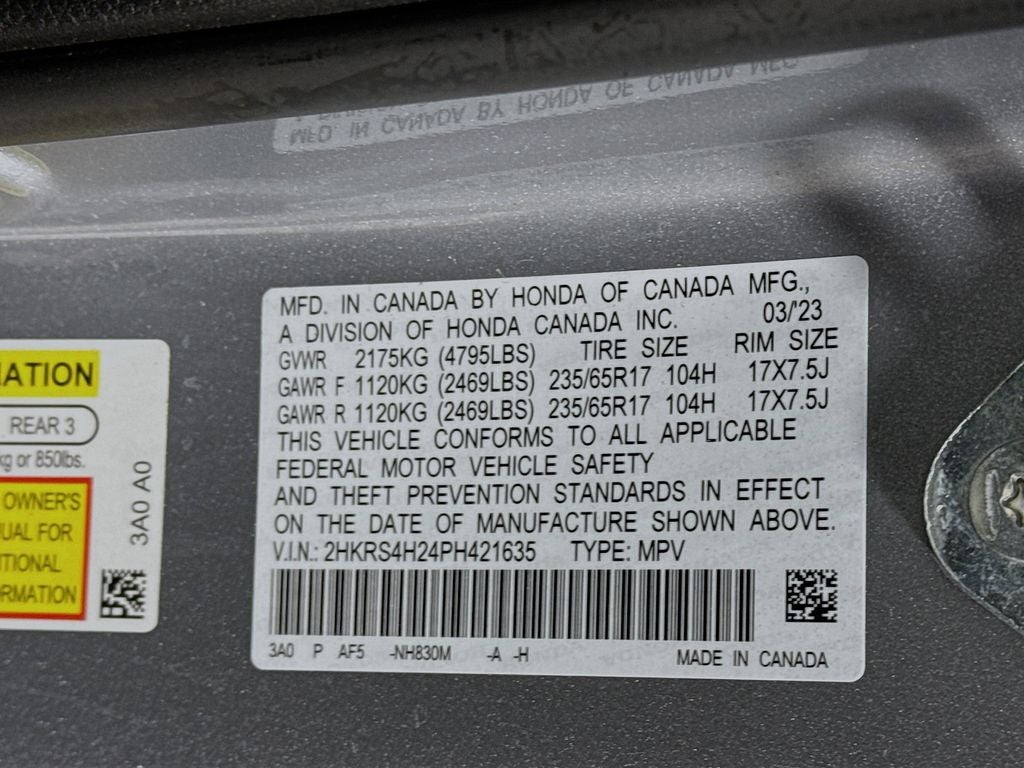 MFD. IN CANADA BY HONDA OF CANADA MFG.
MFD. IN CANADA BY HONDA OF CANADA MFG.,
A DIVISION OF HONDA CANADA INC. 03/'23
GVWR 2175KG (4795LBS) TIRE SIZE RIM SIZE
GAWR F 1120KG (2469LBS) 235/65R17 104H 17X7.5J
GAWR R 1120KG (2469LBS) 235/65R17 104H 17X7.5J
THIS VEHICLE CONFORMS TO ALL APPLICABLE
FEDERAL MOTOR VEHICLE SAFETY
AND THEFT PREVENTION STANDARDS IN EFFECT
ON THE DATE OF MANUFACTURE SHOWN ABOVE.
V.I.N.: 2HKRS4H24PH421635 TYPE: MPV
3A0 P AF5 -NH830M -A -H
MADE IN CANADA
MATION
REAR 3
kg or 850lbs.
OWNER'S
UAL FOR
ITIONAL
ORMATION
3A0 A0